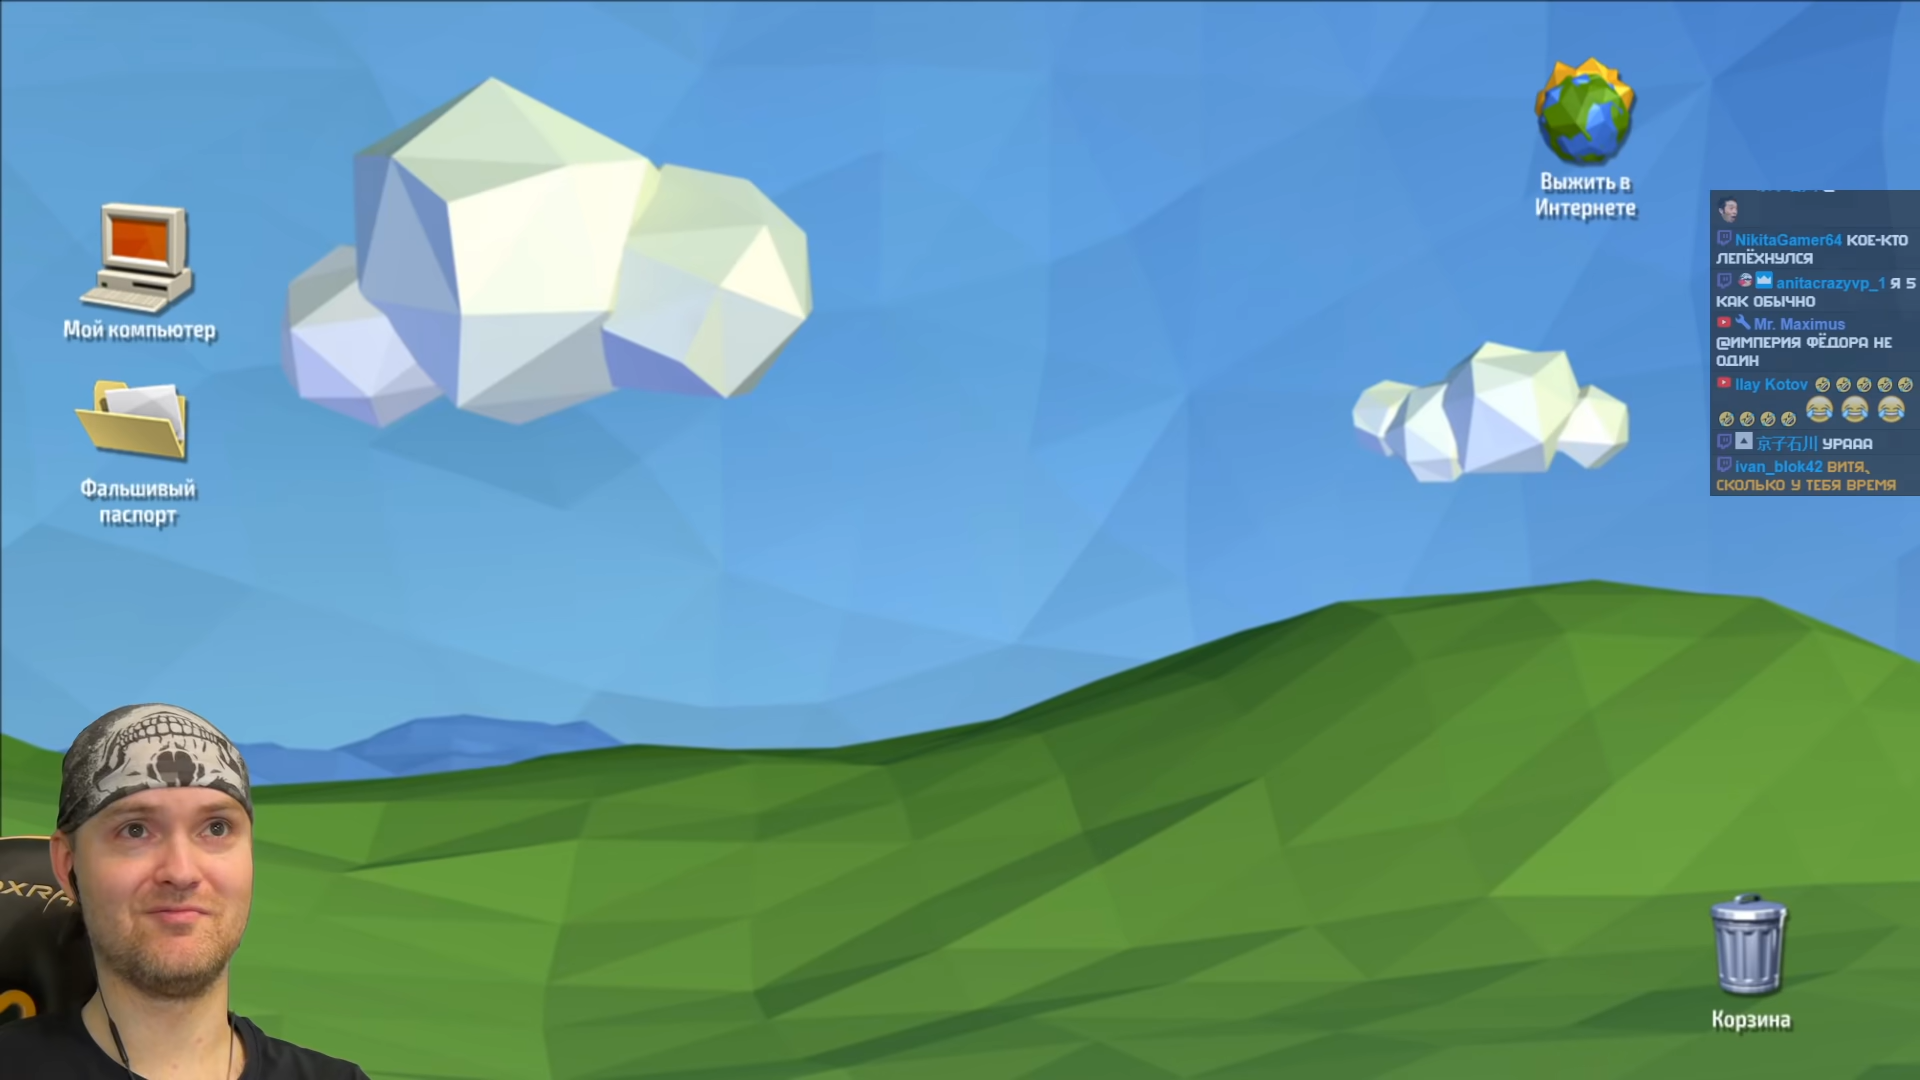 Выжить в
Интернете
Мой компьютер
Фальшивый
паспорт
NikitaGamer64 КОЕ-КТО
ЛЕПЁХНУЛСЯ
anitacrazyvp_1 Я 5
КАК ОБЫЧНО
Mr. Maximus
@ИМПЕРИЯ ФЁДОРА НЕ
ОДИН
Ilay Kotov
京子石川 УРААА
ivan_blok42 ВИТЯ,
СКОЛЬКО У ТЕБЯ ВРЕМЯ
Корзина